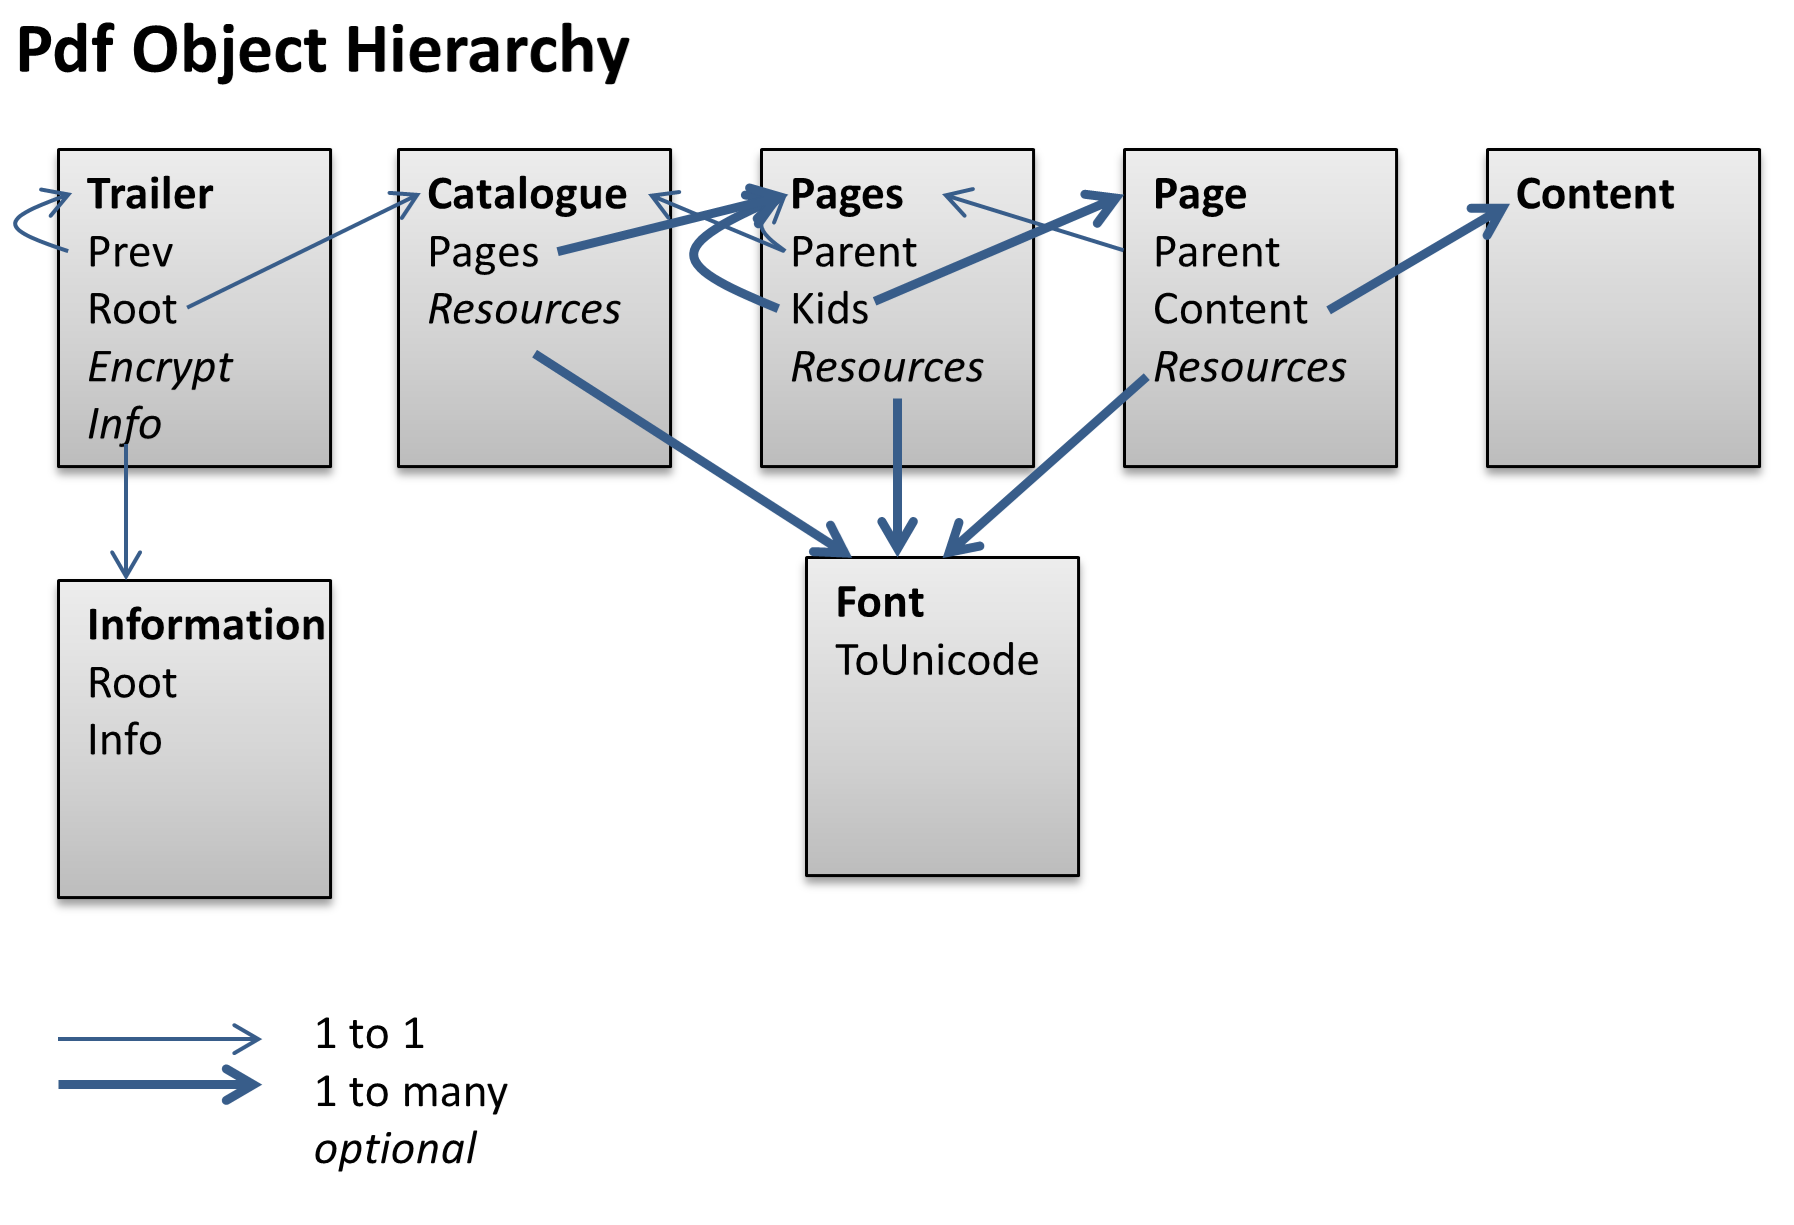 Pdf Object Hierarchy
Trailer
Prev
Root
Encrypt
Info
Catalogue
Pages
Resources
Pages
Parent
Kids
Resources
Page
Parent
Content
Resources
Content
Information
Root
Info
Font
ToUnicode
1 to 1
1 to many
optional